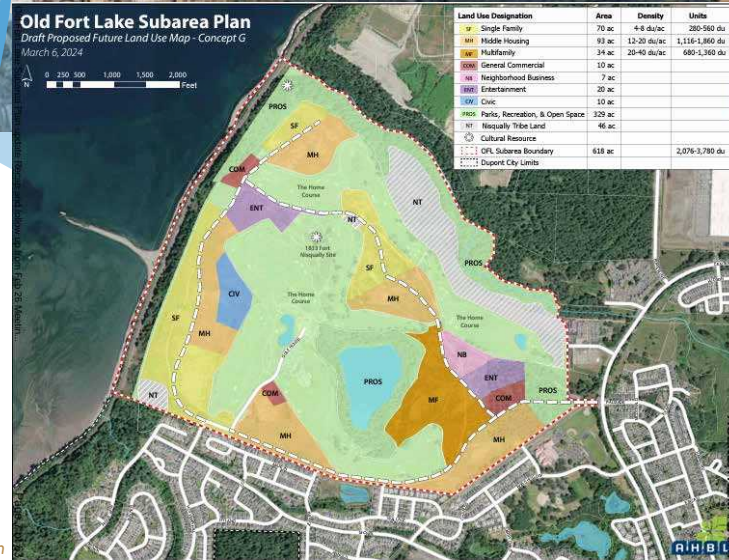 Old Fort Lake Subarea Plan
Draft Proposed Future Land Use Map - Concept G
March 6, 2024
N
0 250 500 1,000 1,500 2,000
Feet
Land Use Designation Area Density Units
SF Single Family 70 ac 4-8 du/ac 280-560 du
MH Middle Housing 93 ac 12-20 du/ac 1,116-1,860 du
MF Multifamily 34 ac 20-40 du/ac 680-1,360 du
COM General Commercial 10 ac
NB Neighborhood Business 7 ac
ENT Entertainment 20 ac
CIV Civic 10 ac
PROS Parks, Recreation, & Open Space 329 ac
NT Nisqually Tribe Land 46 ac
Cultural Resource
OFL Subarea Boundary 618 ac 2,076-3,780 du
Dupont City Limits
PROS
SF
MH
COM
The Home
Course
NT
ENT
NT
1833 Fort
Nisqually Site
PROS
SF
CIV
The Home
Course
MH
The Home
Course
SF
MH
NB
PROS
ENT
PROS
COM
MF
COM
NT
MH
MH
AHBL